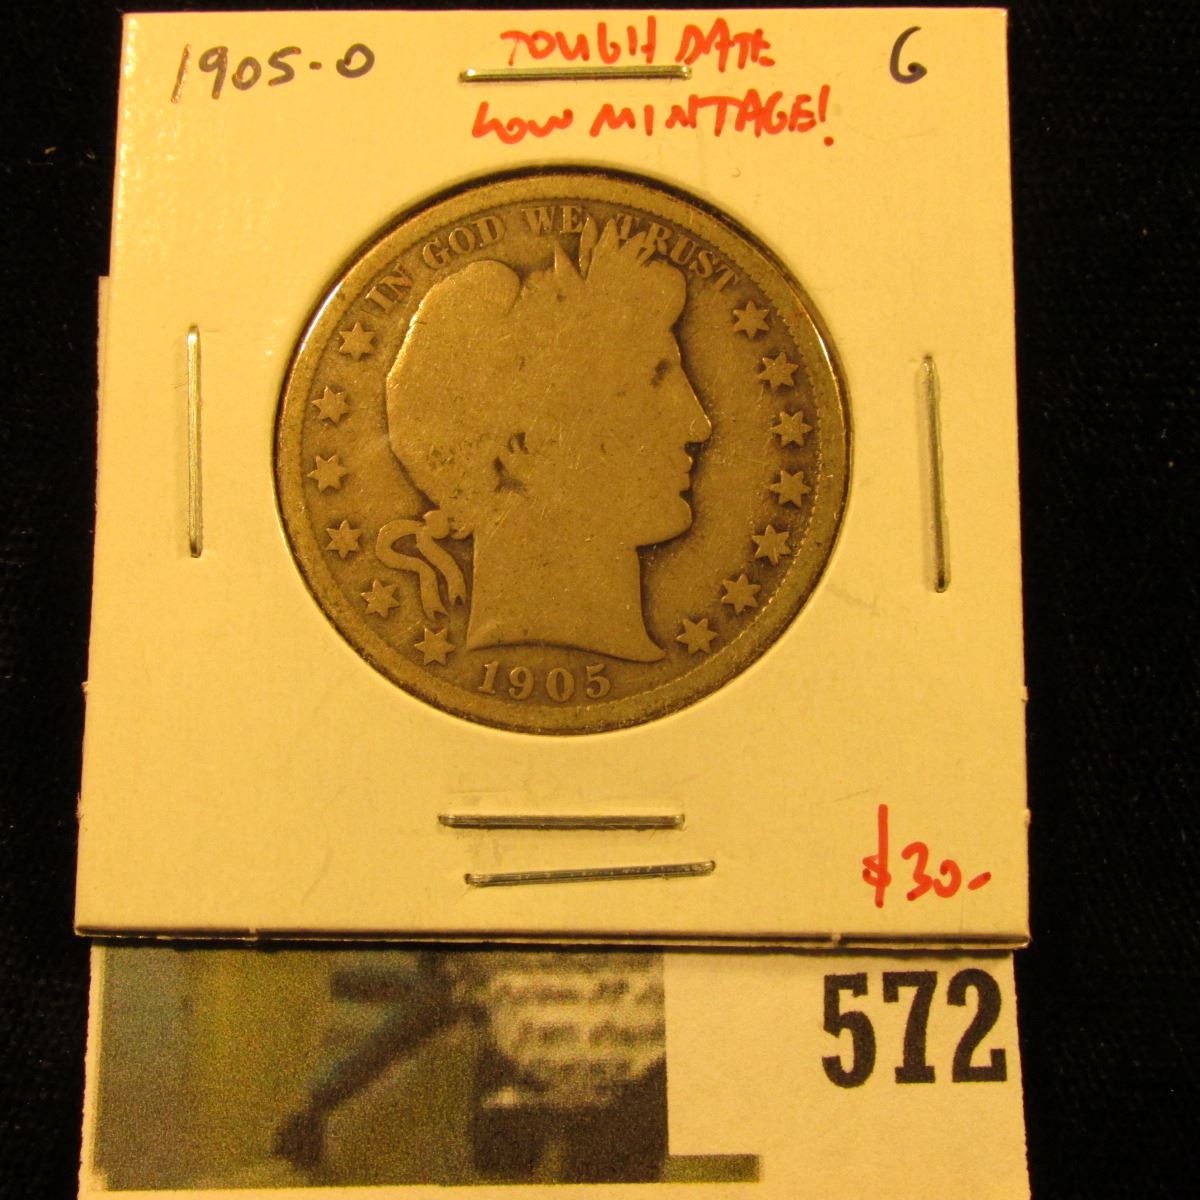 1905-O
TOUGH DATE
LOW MINTAGE!
G
IN GOD WE TRUST
1905
$30-
572